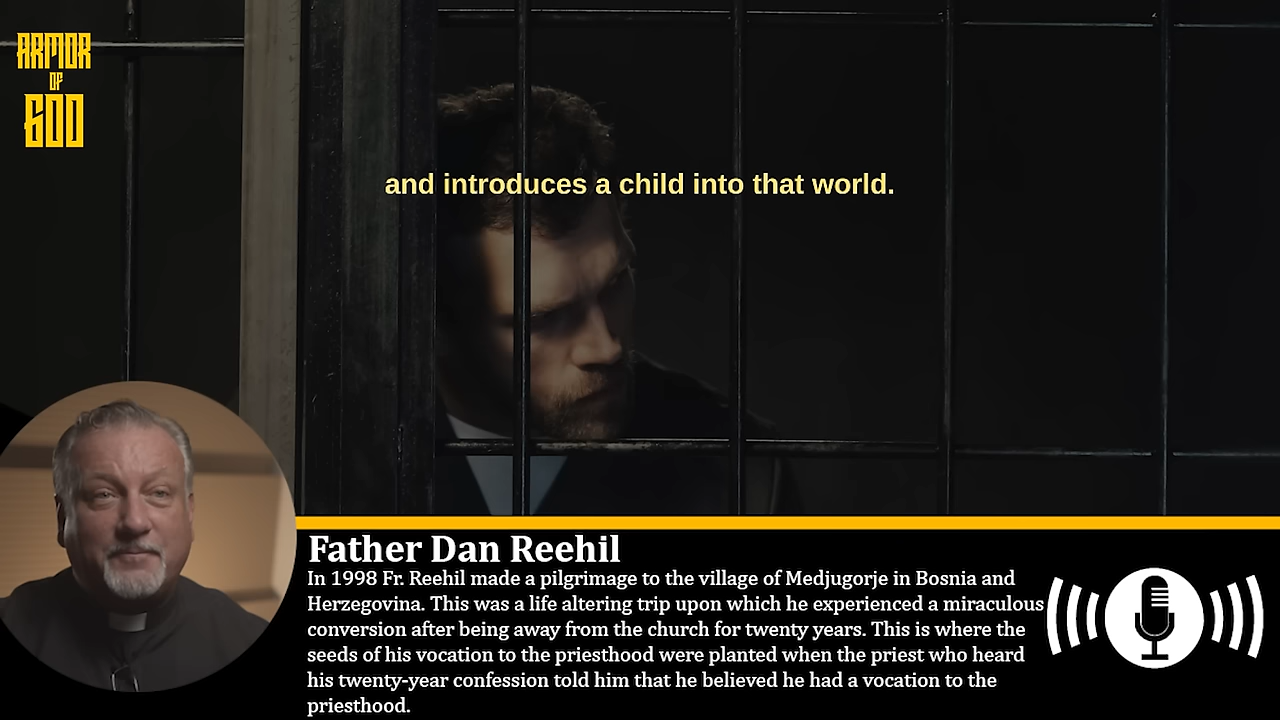 ARMOR
OF
GOD
and introduces a child into that world.
Father Dan Reehil
In 1998 Fr. Reehil made a pilgrimage to the village of Medjugorje in Bosnia and
Herzegovina. This was a life altering trip upon which he experienced a miraculous
conversion after being away from the church for twenty years. This is where the
seeds of his vocation to the priesthood were planted when the priest who heard
his twenty-year confession told him that he believed he had a vocation to the
priesthood.